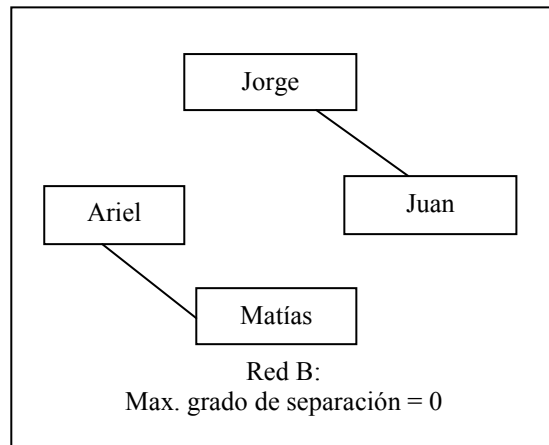 Jorge
Juan
Ariel
Matías
Red B:
Max. grado de separación = 0